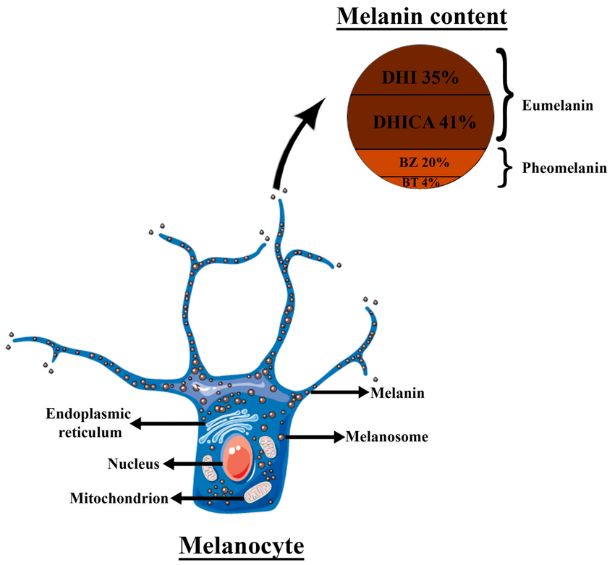 Melanin content
DHI 35%
DHICA 41%
Eumelanin
BZ 20%
Pheomelanin
BT 4%
Melanin
Endoplasmic
reticulum
Melanosome
Nucleus
Mitochondrion
Melanocyte